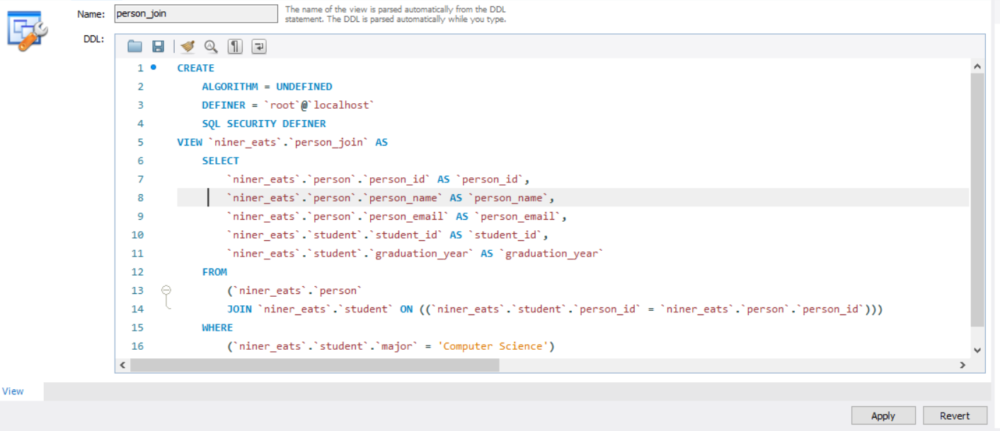 Name: person_join
The name of the view is parsed automatically from the DDL
statement. The DDL is parsed automatically while you type.
DDL:
1 CREATE
2 ALGORITHM = UNDEFINED
3 DEFINER = `root`@`localhost`
4 SQL SECURITY DEFINER
5 VIEW `niner_eats`.`person_join` AS
6 SELECT
7 `niner_eats`.`person`.`person_id` AS `person_id`,
8 `niner_eats`.`person`.`person_name` AS `person_name`,
9 `niner_eats`.`person`.`person_email` AS `person_email`,
10 `niner_eats`.`student`.`student_id` AS `student_id`,
11 `niner_eats`.`student`.`graduation_year` AS `graduation_year`
12 FROM
13 (`niner_eats`.`person`
14 JOIN `niner_eats`.`student` ON ((`niner_eats`.`student`.`person_id` = `niner_eats`.`person`.`person_id`)))
15 WHERE
16 (`niner_eats`.`student`.`major` = 'Computer Science')
View
Apply Revert